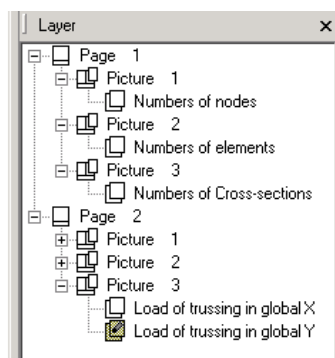 Layer
Page 1
Picture 1
Numbers of nodes
Picture 2
Numbers of elements
Picture 3
Numbers of Cross-sections
Page 2
Picture 1
Picture 2
Picture 3
Load of trussing in global X
Load of trussing in global Y